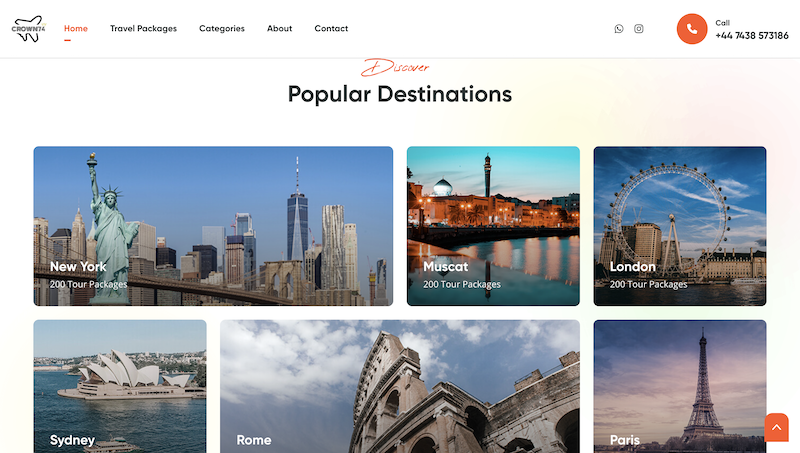 CROWN74
Home
Travel Packages
Categories
About
Contact
Call
+44 7438 573186
Discover
Popular Destinations
New York
200 Tour Packages
Muscat
200 Tour Packages
London
200 Tour Packages
Sydney
Rome
Paris